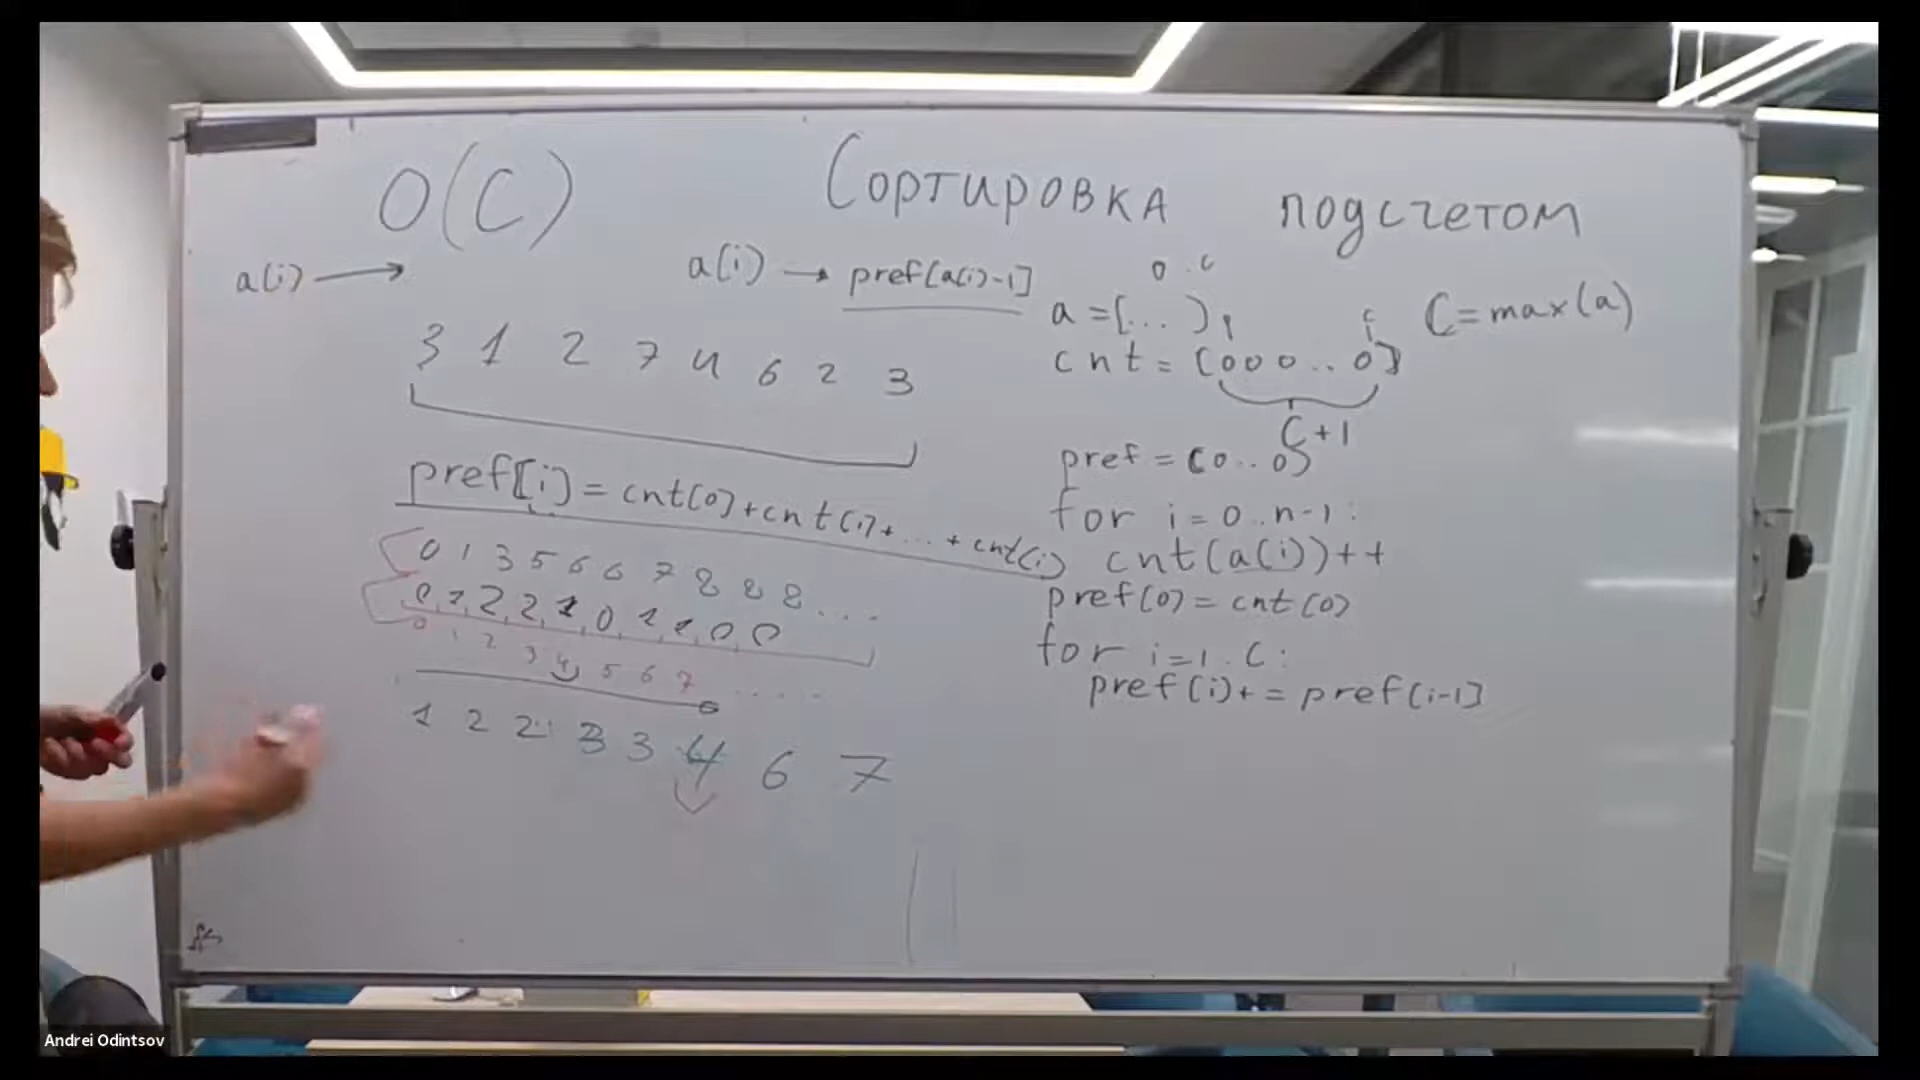 O(C)
Сортировка подсчетом
a[i] →
a[i] → pref[a[i]-1]
3 1 2 7 4 6 2 3
pref[i] = cnt[0]+cnt[1]+...+cnt[i]
0 1 3 5 6 6 7 8 8 8 ....
0 1 2 2 1 0 1 1 0 0
0 1 2 3 4 5 6 7 ....
1 2 2 3 3 4 6 7
0..C
a = [...]
C = max(a)
cnt = [000..0]
C+1
pref = [0..0]
for i=0..n-1:
cnt[a[i]]++
pref[0] = cnt[0]
for i=1..C:
pref[i] += pref[i-1]
Andrei Odintsov